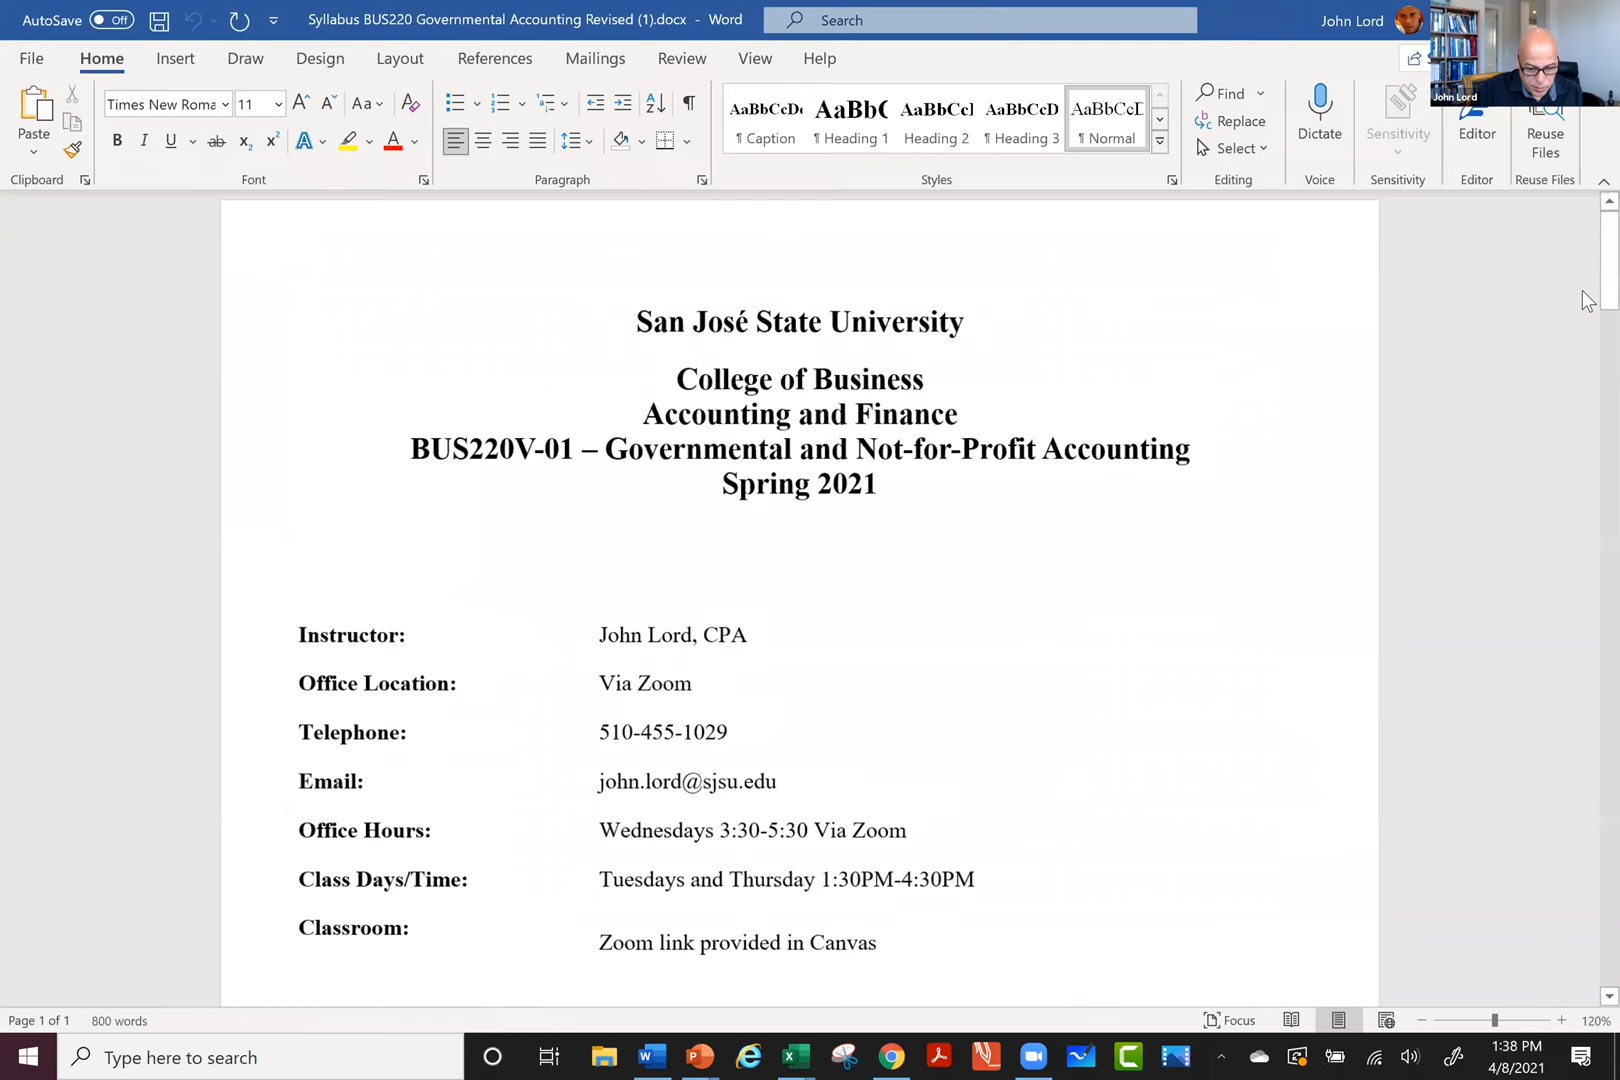 AutoSave Off Syllabus BUS220 Governmental Accounting Revised (1).docx - Word Search John Lord
File Home Insert Draw Design Layout References Mailings Review View Help
John Lord
Times New Roma 11 Aa
AaBbCcDc AaBbC AaBbCcI AaBbCcD AaBbCcD
¶ Caption ¶ Heading 1 Heading 2 ¶ Heading 3 ¶ Normal
Find
Replace
Select
Paste
Dictate
Sensitivity
Editor
Reuse
Files
Clipboard Font Paragraph Styles Editing Voice Sensitivity Editor Reuse Files
San José State University
College of Business
Accounting and Finance
BUS220V-01 – Governmental and Not-for-Profit Accounting
Spring 2021
Instructor: John Lord, CPA
Office Location: Via Zoom
Telephone: 510-455-1029
Email: john.lord@sjsu.edu
Office Hours: Wednesdays 3:30-5:30 Via Zoom
Class Days/Time: Tuesdays and Thursday 1:30PM-4:30PM
Classroom:
Zoom link provided in Canvas
Page 1 of 1 800 words Focus 120%
Type here to search
1:38 PM
4/8/2021